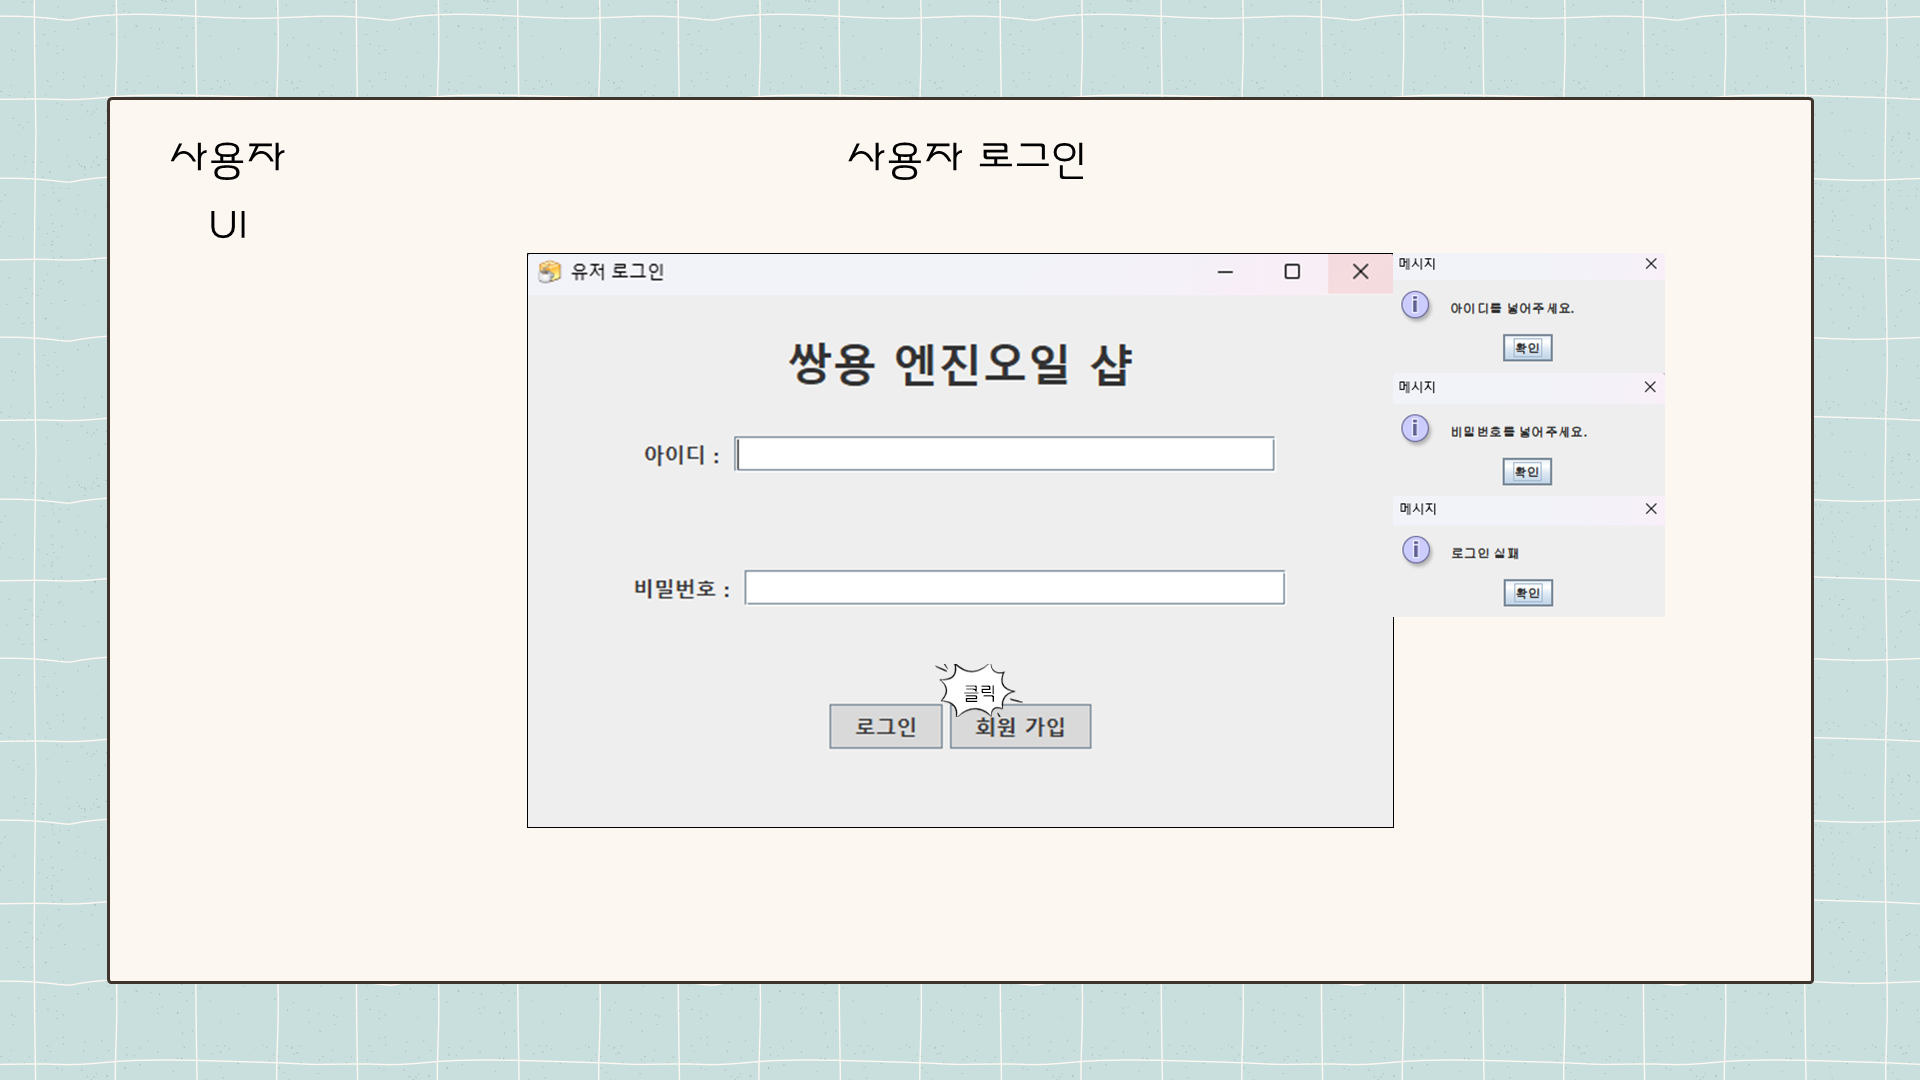 사용자
UI
사용자 로그인
유저 로그인
쌍용 엔진오일 샵
아이디 :
비밀번호 :
클릭
로그인
회원 가입
메시지
아이디를 넣어주세요.
확인
메시지
비밀번호를 넣어주세요.
확인
메시지
로그인 실패
확인